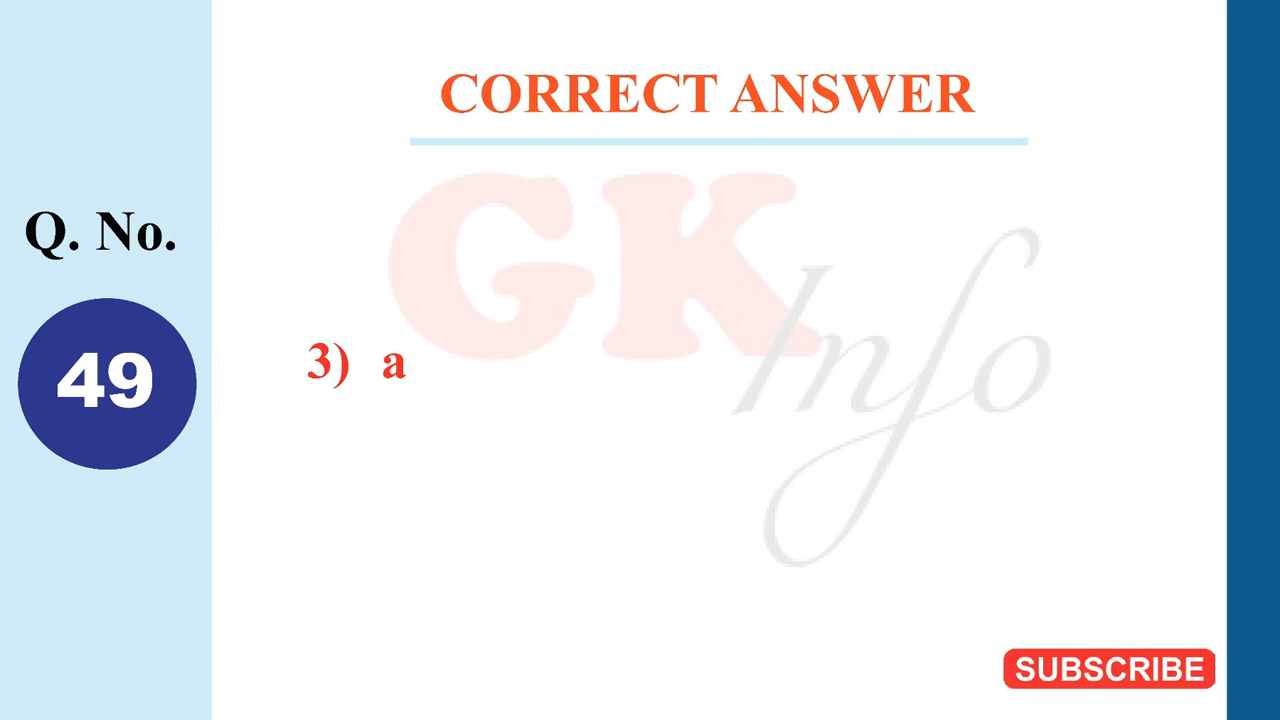 CORRECT ANSWER
Q. No.
49
GK
Info
3) a
SUBSCRIBE